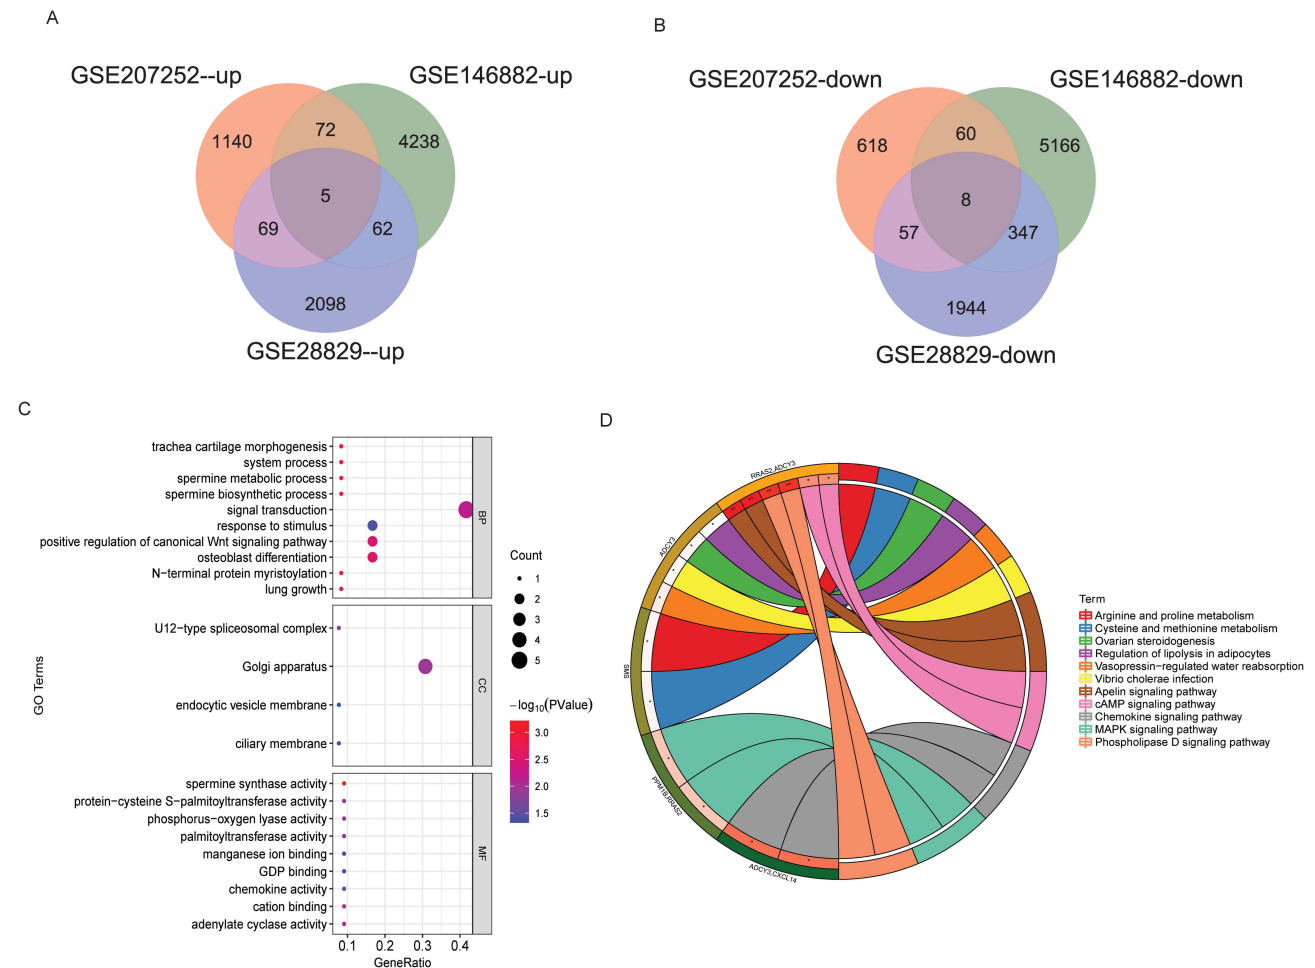 A
GSE207252--up
GSE146882-up
1140
72
4238
5
69
62
2098
GSE28829--up
B
GSE207252-down
GSE146882-down
618
60
5166
8
57
347
1944
GSE28829-down
C
GO Terms
trachea cartilage morphogenesis
system process
spermine metabolic process
spermine biosynthetic process
signal transduction
response to stimulus
positive regulation of canonical Wnt signaling pathway
osteoblast differentiation
N−terminal protein myristoylation
lung growth
BP
U12−type spliceosomal complex
Golgi apparatus
endocytic vesicle membrane
ciliary membrane
CC
spermine synthase activity
protein−cysteine S−palmitoyltransferase activity
phosphorus−oxygen lyase activity
palmitoyltransferase activity
manganese ion binding
GDP binding
chemokine activity
cation binding
adenylate cyclase activity
MF
0.1 0.2 0.3 0.4
GeneRatio
Count
1
2
3
4
5
−log10(PValue)
3.0
2.5
2.0
1.5
D
RRAS2,ADCY3
ADCY3
SMS
PPM1B,RRAS2
ADCY3,CXCL14
Term
Arginine and proline metabolism
Cysteine and methionine metabolism
Ovarian steroidogenesis
Regulation of lipolysis in adipocytes
Vasopressin−regulated water reabsorption
Vibrio cholerae infection
Apelin signaling pathway
cAMP signaling pathway
Chemokine signaling pathway
MAPK signaling pathway
Phospholipase D signaling pathway